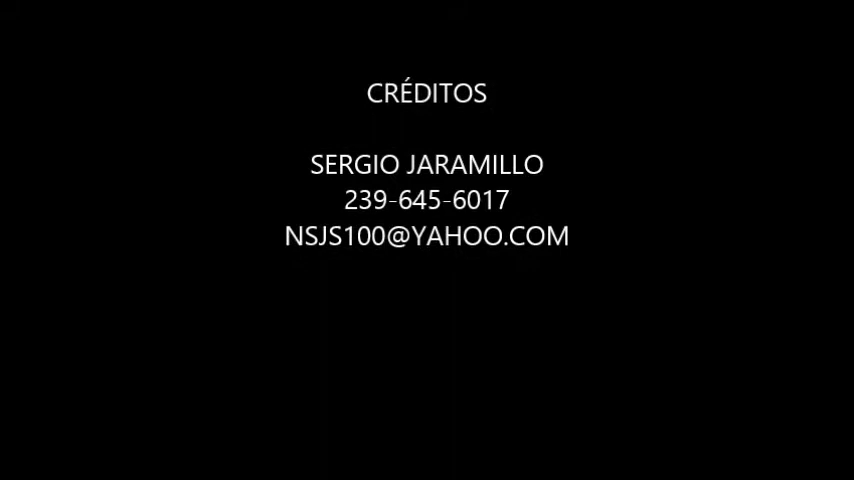 CRÉDITOS
SERGIO JARAMILLO
239-645-6017
NSJS100@YAHOO.COM